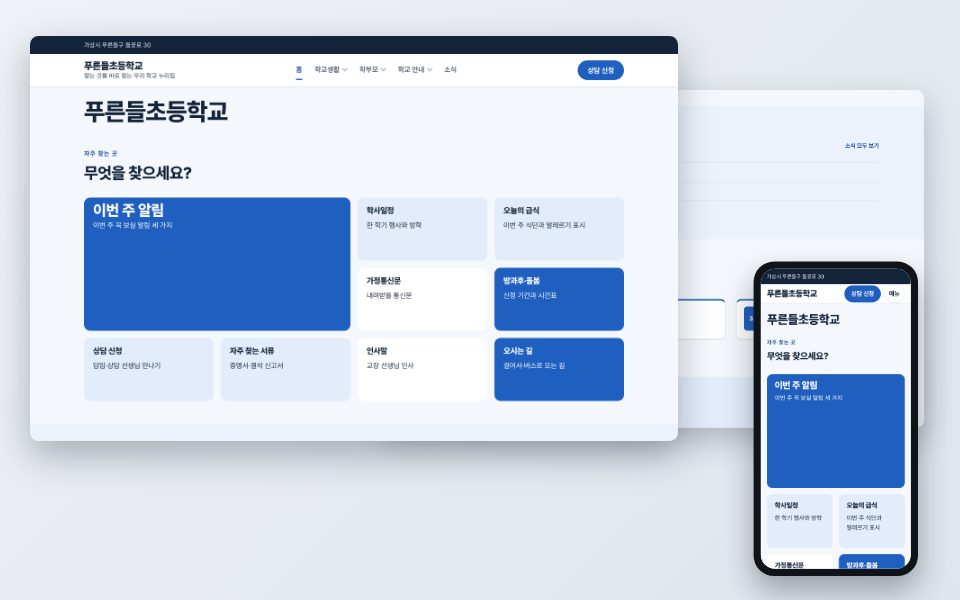 가상시 푸른들구 들꽃로 30
푸른들초등학교
찾는 것을 바로 찾는 우리 학교 누리집
홈
학교생활
학부모
학교 안내
소식
상담 신청
푸른들초등학교
자주 찾는 곳
무엇을 찾으세요?
이번 주 알림
이번 주 꼭 보실 알림 세 가지
학사일정
한 학기 행사와 방학
오늘의 급식
이번 주 식단과 알레르기 표시
가정통신문
내려받을 통신문
방과후·돌봄
신청 기간과 시간표
상담 신청
담임·상담 선생님 만나기
자주 찾는 서류
증명서·결석 신고서
인사말
교장 선생님 인사
오시는 길
걸어서·버스로 오는 길
소식 모두 보기
가상시 푸른들구 들꽃로 30
푸른들초등학교
상담 신청
메뉴
푸른들초등학교
자주 찾는 곳
무엇을 찾으세요?
이번 주 알림
이번 주 꼭 보실 알림 세 가지
학사일정
한 학기 행사와 방학
오늘의 급식
이번 주 식단과
알레르기 표시
가정통신문
방과후·돌봄